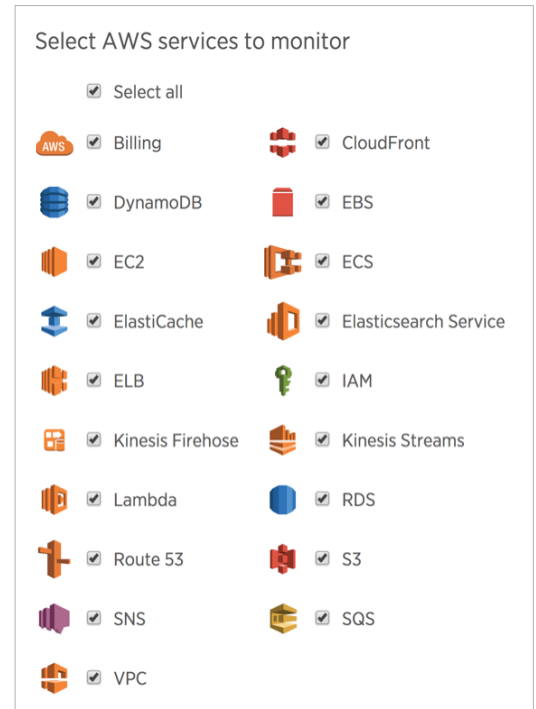 Select AWS services to monitor
Select all
AWS Billing CloudFront
DynamoDB EBS
EC2 ECS
ElastiCache Elasticsearch Service
ELB IAM
Kinesis Firehose Kinesis Streams
Lambda RDS
Route 53 S3
SNS SQS
VPC